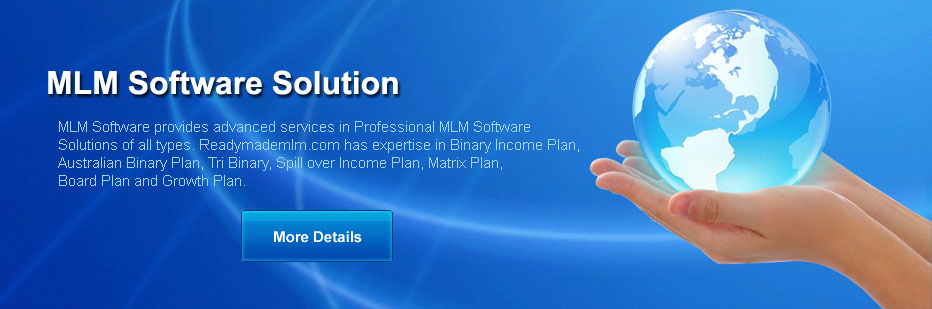 MLM Software Solution
MLM Software provides advanced services in Professional MLM Software
Solutions of all types. Readymademlm.com has expertise in Binary Income Plan,
Australian Binary Plan, Tri Binary, Spill over Income Plan, Matrix Plan,
Board Plan and Growth Plan.
More Details